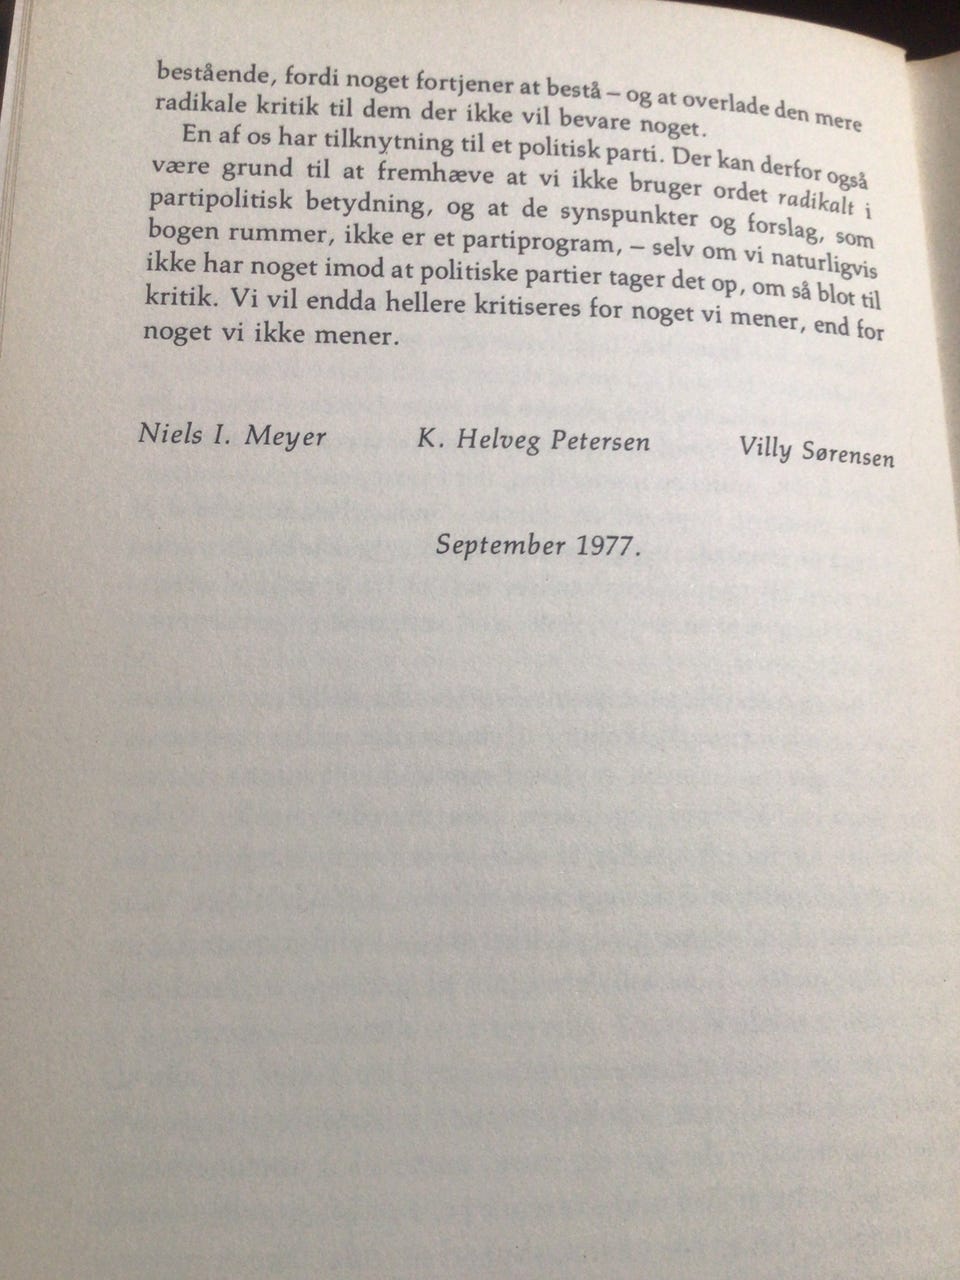 bestående, fordi noget fortjener at bestå – og at overlade den mere
radikale kritik til dem der ikke vil bevare noget.
En af os har tilknytning til et politisk parti. Der kan derfor også
være grund til at fremhæve at vi ikke bruger ordet radikalt i
partipolitisk betydning, og at de synspunkter og forslag, som
bogen rummer, ikke er et partiprogram, – selv om vi naturligvis
ikke har noget imod at politiske partier tager det op, om så blot til
kritik. Vi vil endda hellere kritiseres for noget vi mener, end for
noget vi ikke mener.
Niels I. Meyer K. Helveg Petersen Villy Sørensen
September 1977.